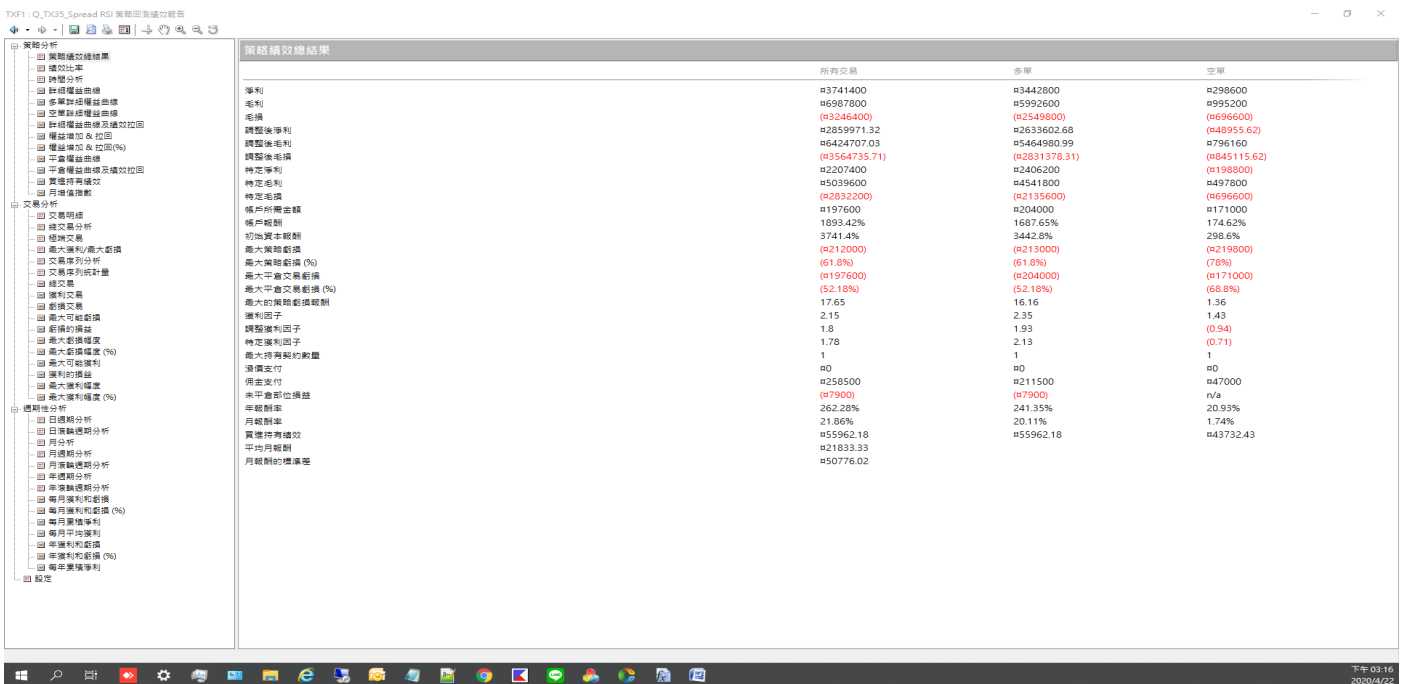 TXF1 : Q_TX35_Spread RSI 策略回測績效報告
策略分析
策略績效總結果
績效比率
時間分析
詳細權益曲線
多單詳細權益曲線
空單詳細權益曲線
詳細權益曲線及績效拉回
權益增加 & 拉回
權益增加 & 拉回(%)
平倉權益曲線
平倉權益曲線及績效拉回
買進持有績效
月增值指數
交易分析
交易明細
總交易分析
極端交易
最大獲利/最大虧損
交易序列分析
交易序列統計量
總交易
獲利交易
虧損交易
最大可能虧損
虧損的損益
最大虧損幅度
最大虧損幅度 (%)
最大可能獲利
獲利的損益
最大獲利幅度
最大獲利幅度 (%)
週期性分析
日週期分析
日滾輪週期分析
月分析
月週期分析
月滾輪週期分析
年週期分析
年滾輪週期分析
每月獲利和虧損
每月獲利和虧損 (%)
每月累積淨利
每月平均獲利
年獲利和虧損
年獲利和虧損 (%)
每年累積淨利
設定
策略績效總結果
所有交易 多單 空單
淨利 ¤3741400 ¤3442800 ¤298600
毛利 ¤6987800 ¤5992600 ¤995200
毛損 (¤3246400) (¤2549800) (¤696600)
調整後淨利 ¤2859971.32 ¤2633602.68 (¤48955.62)
調整後毛利 ¤6424707.03 ¤5464980.99 ¤796160
調整後毛損 (¤3564735.71) (¤2831378.31) (¤845115.62)
特定淨利 ¤2207400 ¤2406200 (¤198800)
特定毛利 ¤5039600 ¤4541800 ¤497800
特定毛損 (¤2832200) (¤2135600) (¤696600)
帳戶所需金額 ¤197600 ¤204000 ¤171000
帳戶報酬 1893.42% 1687.65% 174.62%
初始資本報酬 3741.4% 3442.8% 298.6%
最大策略虧損 (¤212000) (¤213000) (¤219800)
最大策略虧損 (%) (61.8%) (61.8%) (78%)
最大平倉交易虧損 (¤197600) (¤204000) (¤171000)
最大平倉交易虧損 (%) (52.18%) (52.18%) (68.8%)
最大的策略虧損報酬 17.65 16.16 1.36
獲利因子 2.15 2.35 1.43
調整獲利因子 1.8 1.93 (0.94)
特定獲利因子 1.78 2.13 (0.71)
最大持有契約數量 1 1 1
滑價支付 ¤0 ¤0 ¤0
佣金支付 ¤258500 ¤211500 ¤47000
未平倉部位損益 (¤7900) (¤7900) n/a
年報酬率 262.28% 241.35% 20.93%
月報酬率 21.86% 20.11% 1.74%
買進持有績效 ¤55962.18 ¤55962.18 ¤43732.43
平均月報酬 ¤21833.33
月報酬的標準差 ¤50776.02
下午 03:16
2020/4/22